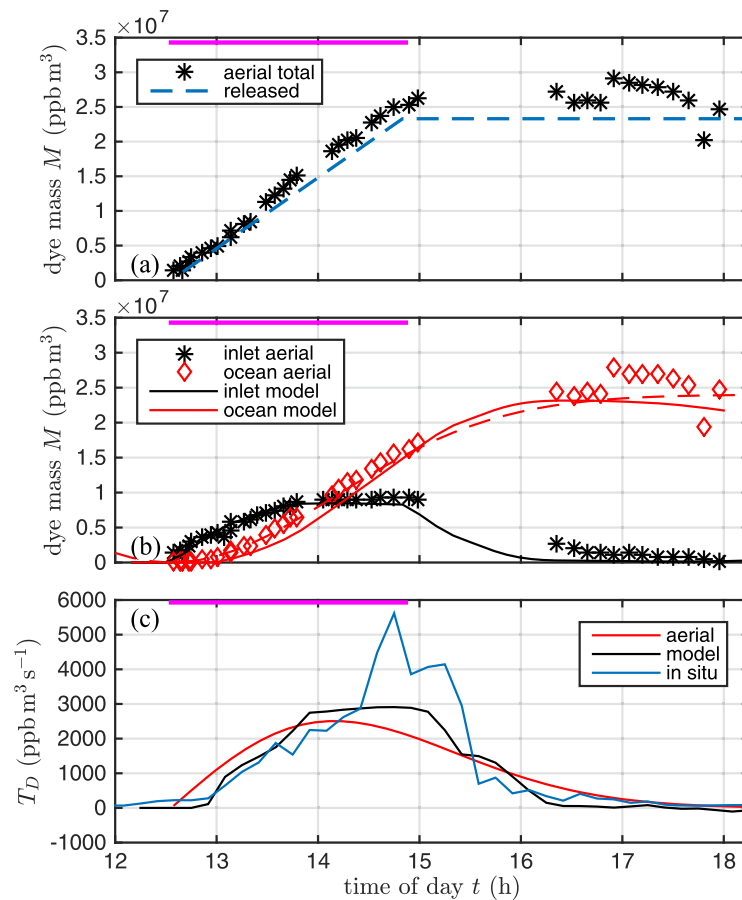 ×10⁷
3.5
3
2.5
2
1.5
1
0.5
0
dye mass M (ppb m³)
aerial total
released
(a)
×10⁷
3.5
3
2.5
2
1.5
1
0.5
0
dye mass M (ppb m³)
inlet aerial
ocean aerial
inlet model
ocean model
(b)
6000
5000
4000
3000
2000
1000
0
-1000
T_D (ppb m³ s⁻¹)
(c)
aerial
model
in situ
12 13 14 15 16 17 18
time of day t (h)